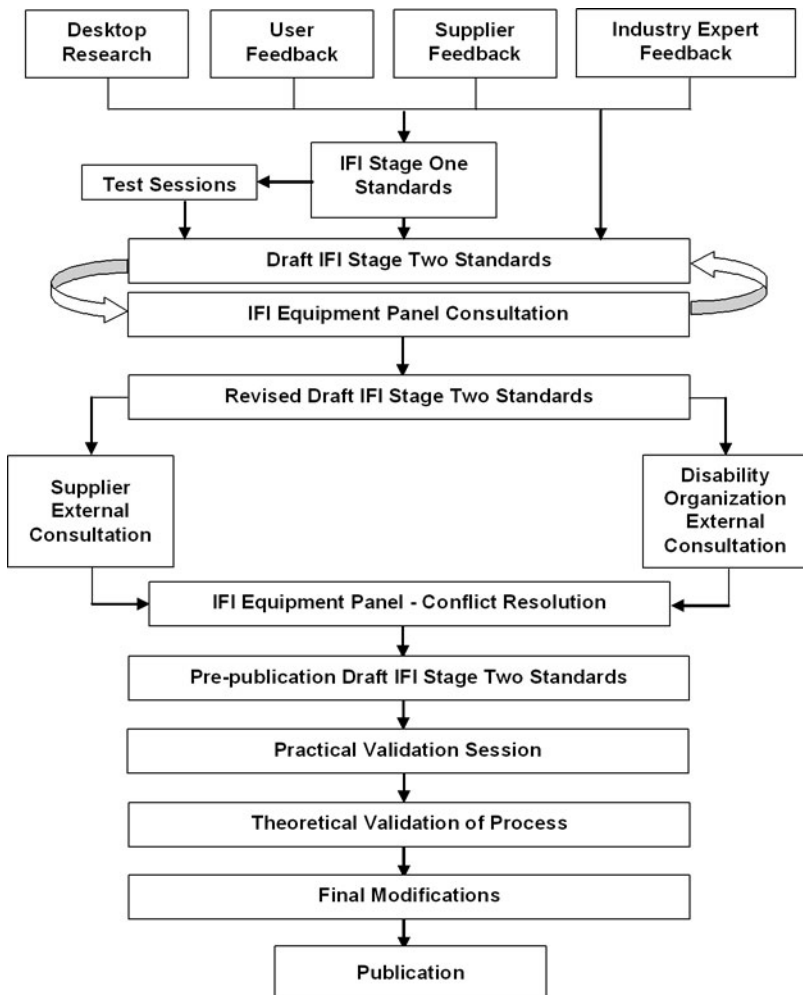 Desktop
Research
User
Feedback
Supplier
Feedback
Industry Expert
Feedback
IFI Stage One
Standards
Test Sessions
Draft IFI Stage Two Standards
IFI Equipment Panel Consultation
Revised Draft IFI Stage Two Standards
Supplier
External
Consultation
Disability
Organization
External
Consultation
IFI Equipment Panel - Conflict Resolution
Pre-publication Draft IFI Stage Two Standards
Practical Validation Session
Theoretical Validation of Process
Final Modifications
Publication